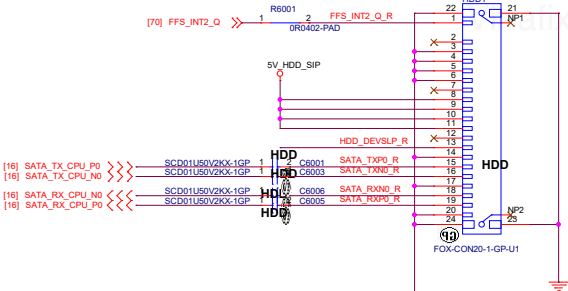 HDD1
R6001
22
21
[70] FFS_INT2_Q
1
2
FFS_INT2_Q_R
1
NP1
0R0402-PAD
2
3
4
5V_HDD_SIP
5
6
7
8
9
10
11
12
HDD_DEVSLP_R
13
HDD
14
[16] SATA_TX_CPU_P0
SCD01U50V2KX-1GP
1
2
C6001
SATA_TXP0_R
15
HDD
[16] SATA_TX_CPU_N0
SCD01U50V2KX-1GP
1
C6003
SATA_TXN0_R
16
HDD
17
[16] SATA_RX_CPU_N0
SCD01U50V2KX-1GP
1
C6006
SATA_RXN0_R
18
HDD
[16] SATA_RX_CPU_P0
SCD01U50V2KX-1GP
1
C6005
SATA_RXP0_R
19
HDD
20
NP2
24
23
FOX-CON20-1-GP-U1